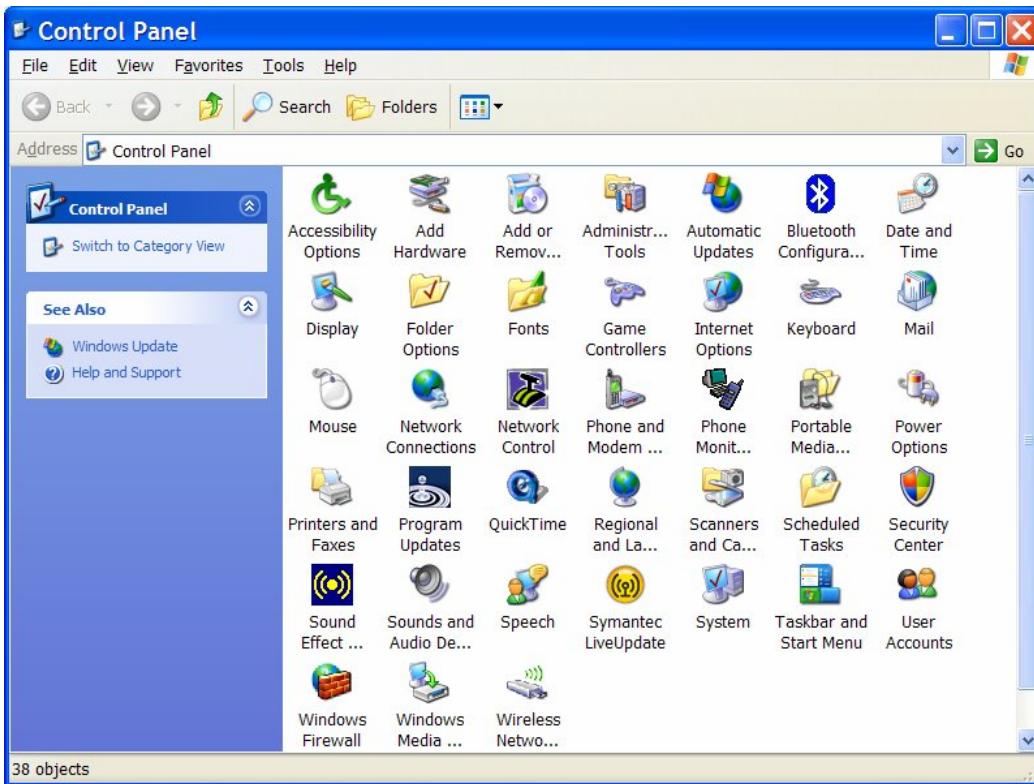 Control Panel
File Edit View Favorites Tools Help
Back Search Folders
Address Control Panel Go
Control Panel
Switch to Category View
See Also
Windows Update
Help and Support
Accessibility Add Add or Administr... Automatic Bluetooth Date and
Options Hardware Remov... Tools Updates Configura... Time
Display Folder Fonts Game Internet Keyboard Mail
Options Controllers Options
Mouse Network Network Phone and Phone Portable Power
Connections Control Modem ... Monit... Media... Options
Printers and Program QuickTime Regional Scanners Scheduled Security
Faxes Updates and La... and Ca... Tasks Center
Sound Sounds and Speech Symantec System Taskbar and User
Effect ... Audio De... LiveUpdate Start Menu Accounts
Windows Windows Wireless
Firewall Media ... Netwo...
38 objects